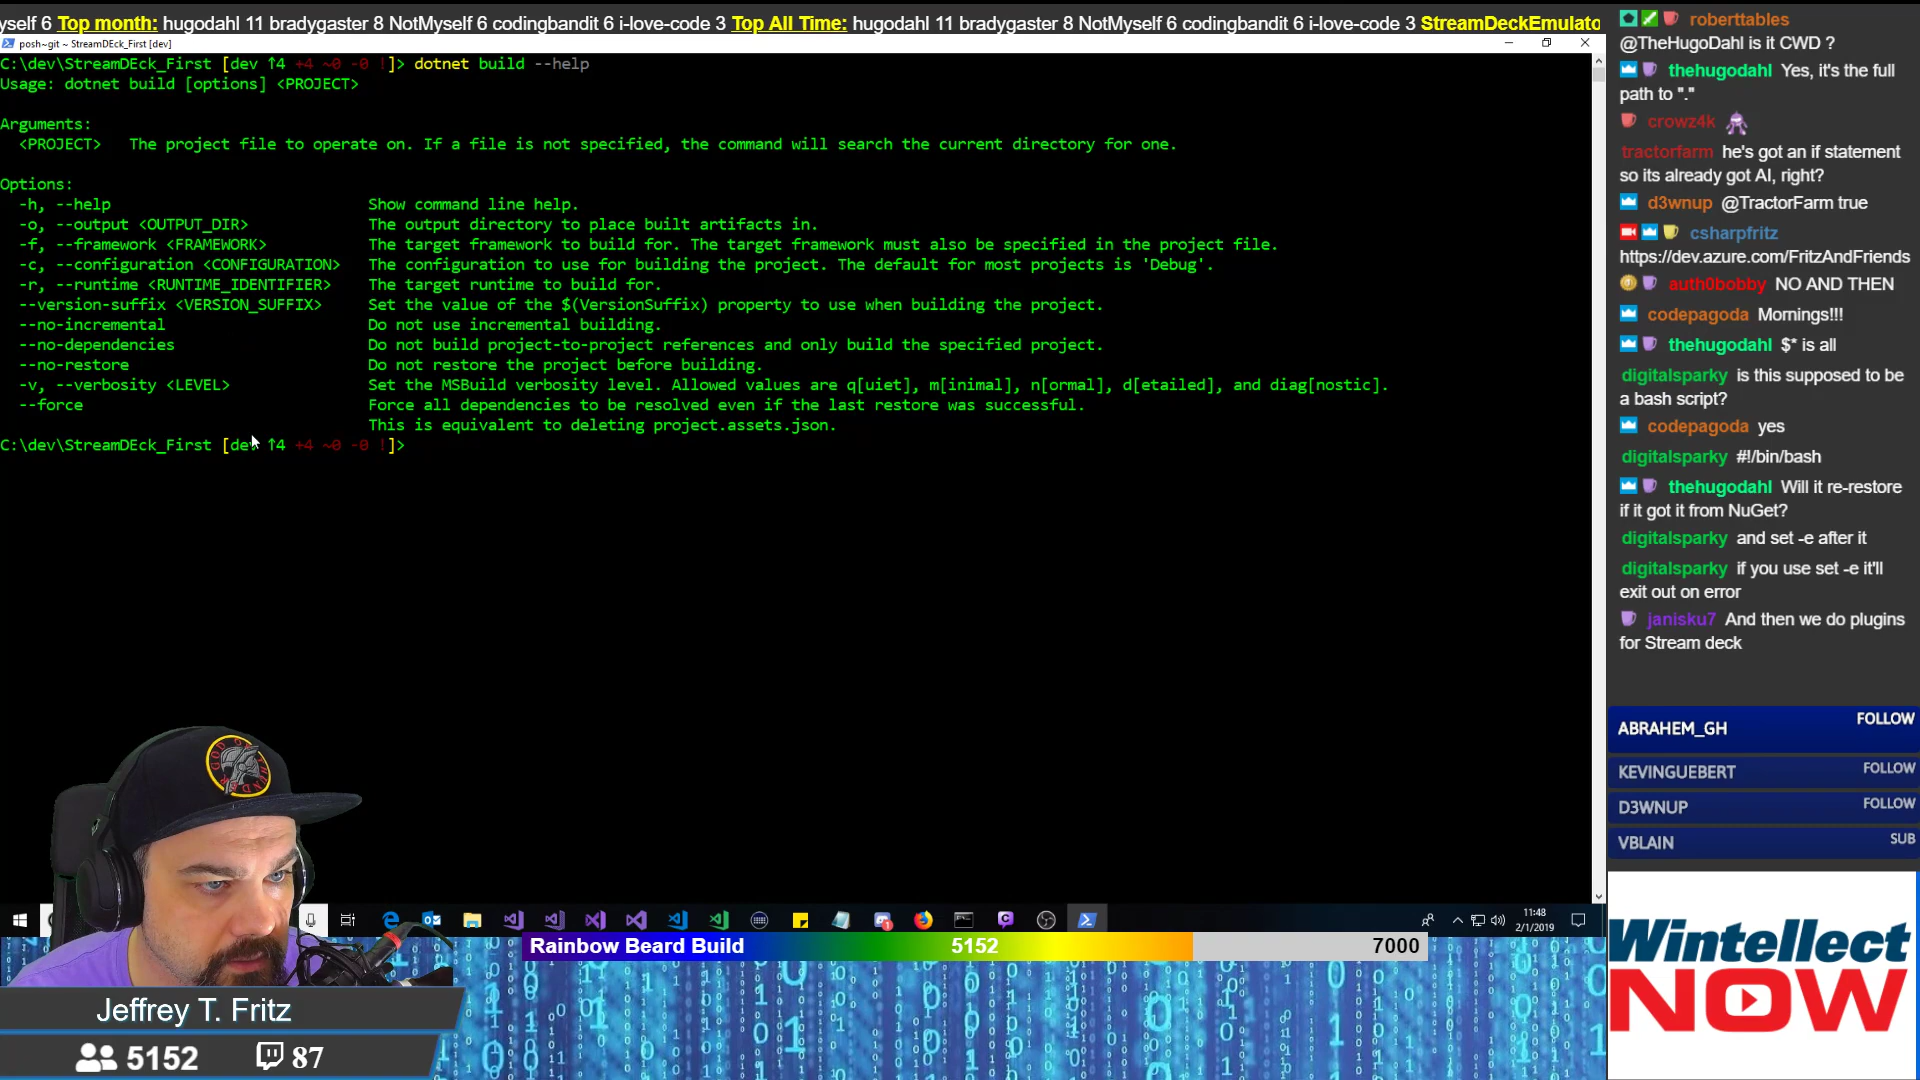 yself 6 Top month: hugodahl 11 bradygaster 8 NotMyself 6 codingbandit 6 i-love-code 3 Top All Time: hugodahl 11 bradygaster 8 NotMyself 6 codingbandit 6 i-love-code 3 StreamDeckEmulato
posh~git ~ StreamDEck_First [dev]
C:\dev\StreamDEck_First [dev ↑4 +4 ~0 -0 !]> dotnet build --help
Usage: dotnet build [options] <PROJECT>
Arguments:
<PROJECT> The project file to operate on. If a file is not specified, the command will search the current directory for one.
Options:
-h, --help Show command line help.
-o, --output <OUTPUT_DIR> The output directory to place built artifacts in.
-f, --framework <FRAMEWORK> The target framework to build for. The target framework must also be specified in the project file.
-c, --configuration <CONFIGURATION> The configuration to use for building the project. The default for most projects is 'Debug'.
-r, --runtime <RUNTIME_IDENTIFIER> The target runtime to build for.
--version-suffix <VERSION_SUFFIX> Set the value of the $(VersionSuffix) property to use when building the project.
--no-incremental Do not use incremental building.
--no-dependencies Do not build project-to-project references and only build the specified project.
--no-restore Do not restore the project before building.
-v, --verbosity <LEVEL> Set the MSBuild verbosity level. Allowed values are q[uiet], m[inimal], n[ormal], d[etailed], and diag[nostic].
--force Force all dependencies to be resolved even if the last restore was successful.
This is equivalent to deleting project.assets.json.
C:\dev\StreamDEck_First [dev ↑4 +4 ~0 -0 !]>
roberttables
@TheHugoDahl is it CWD ?
thehugodahl Yes, it's the full
path to "."
crowz4k
tractorfarm he's got an if statement
so its already got AI, right?
d3wnup @TractorFarm true
csharpfritz
https://dev.azure.com/FritzAndFriends
auth0bobby NO AND THEN
codepagoda Mornings!!!
thehugodahl $* is all
digitalsparky is this supposed to be
a bash script?
codepagoda yes
digitalsparky #!/bin/bash
thehugodahl Will it re-restore
if it got it from NuGet?
digitalsparky and set -e after it
digitalsparky if you use set -e it'll
exit out on error
janisku7 And then we do plugins
for Stream deck
ABRAHEM_GH FOLLOW
KEVINGUEBERT FOLLOW
D3WNUP FOLLOW
VBLAIN SUB
11:48
2/1/2019
Rainbow Beard Build 5152 7000
Wintellect
NOW
Jeffrey T. Fritz
5152 87